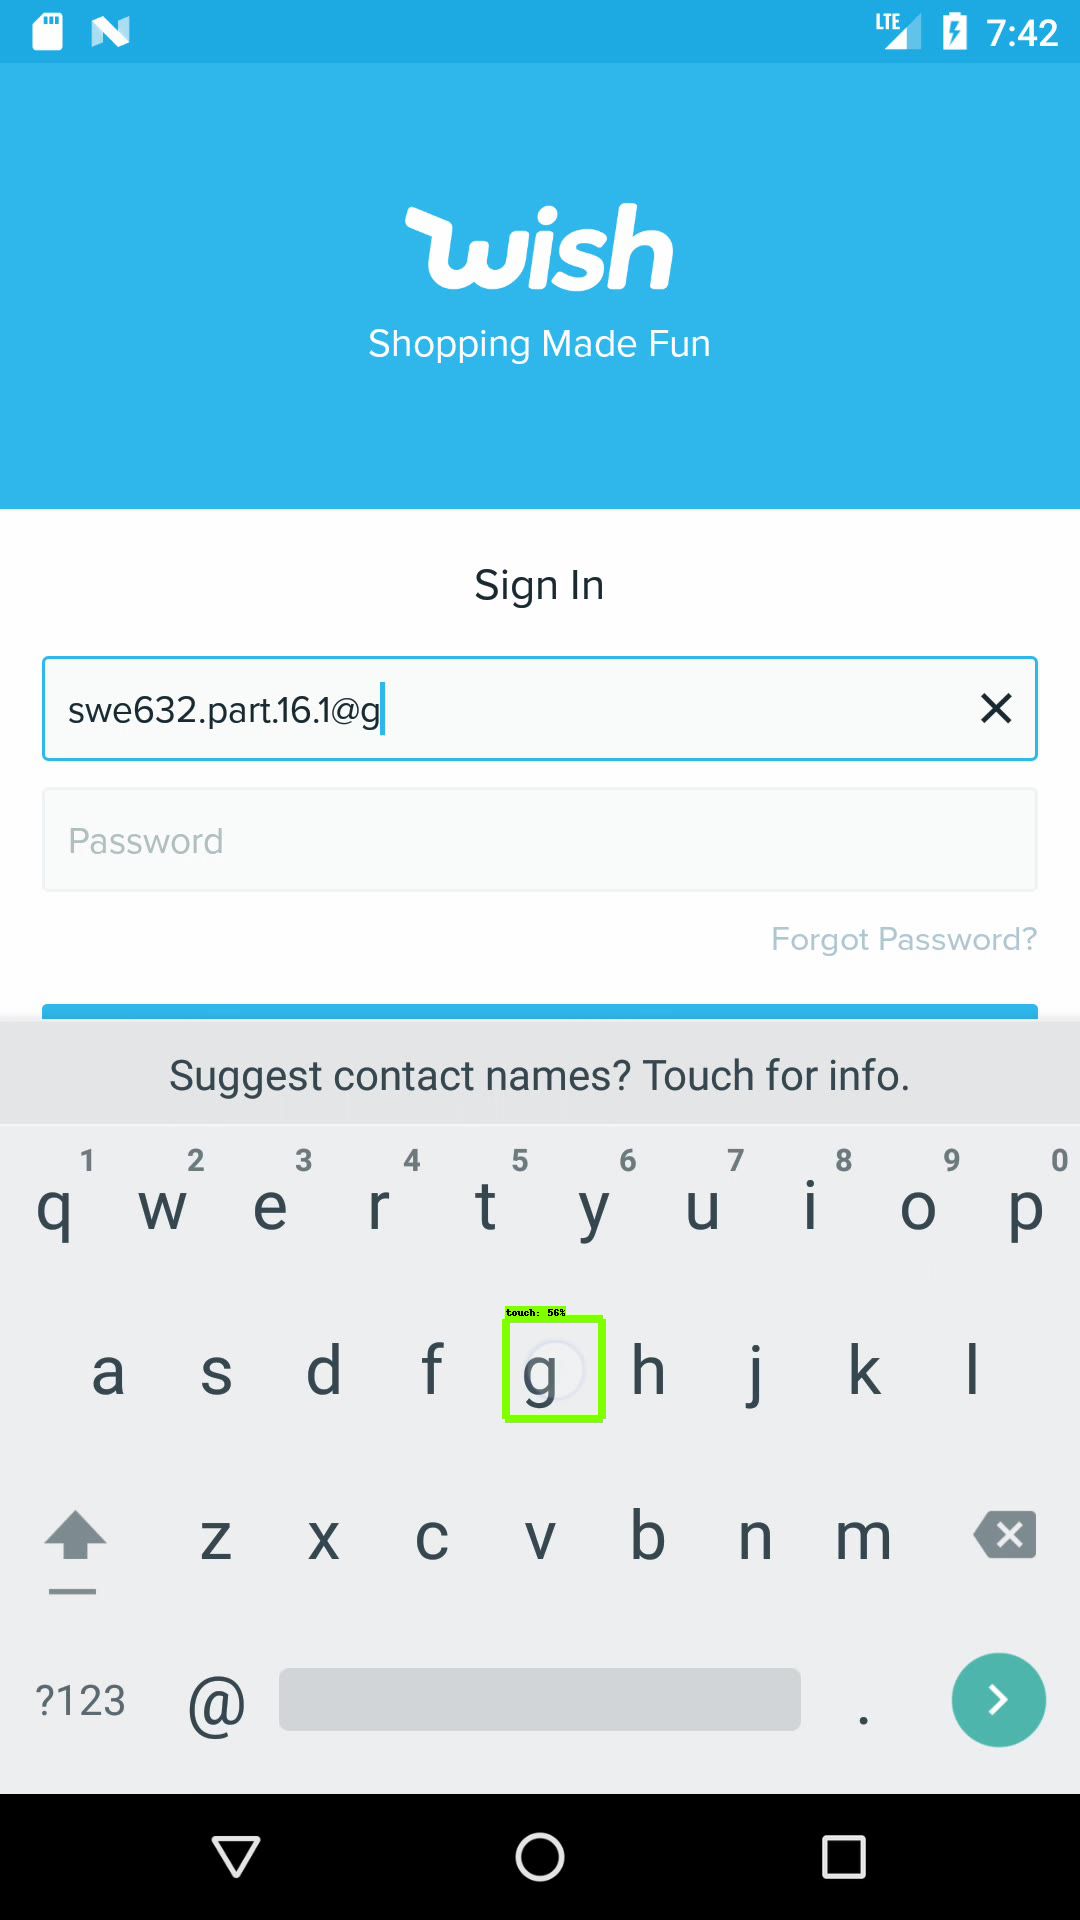 LTE 7:42
wish
Shopping Made Fun
Sign In
swe632.part.16.1@g
Password
Forgot Password?
Suggest contact names? Touch for info.
1 2 3 4 5 6 7 8 9 0
q w e r t y u i o p
touch: 56%
a s d f g h j k l
z x c v b n m
?123 @ .